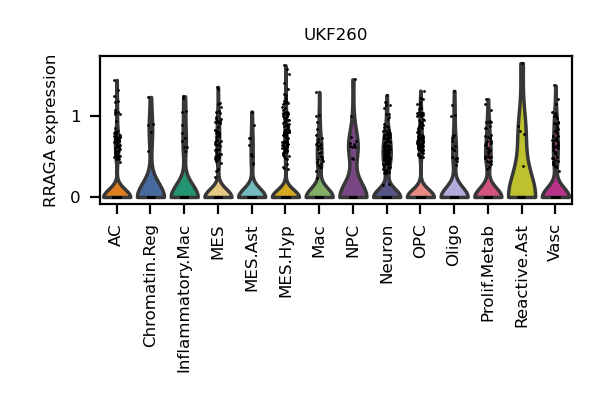 UKF260
RRAGA expression
1
0
AC
Chromatin.Reg
Inflammatory.Mac
MES
MES.Ast
MES.Hyp
Mac
NPC
Neuron
OPC
Oligo
Prolif.Metab
Reactive.Ast
Vasc